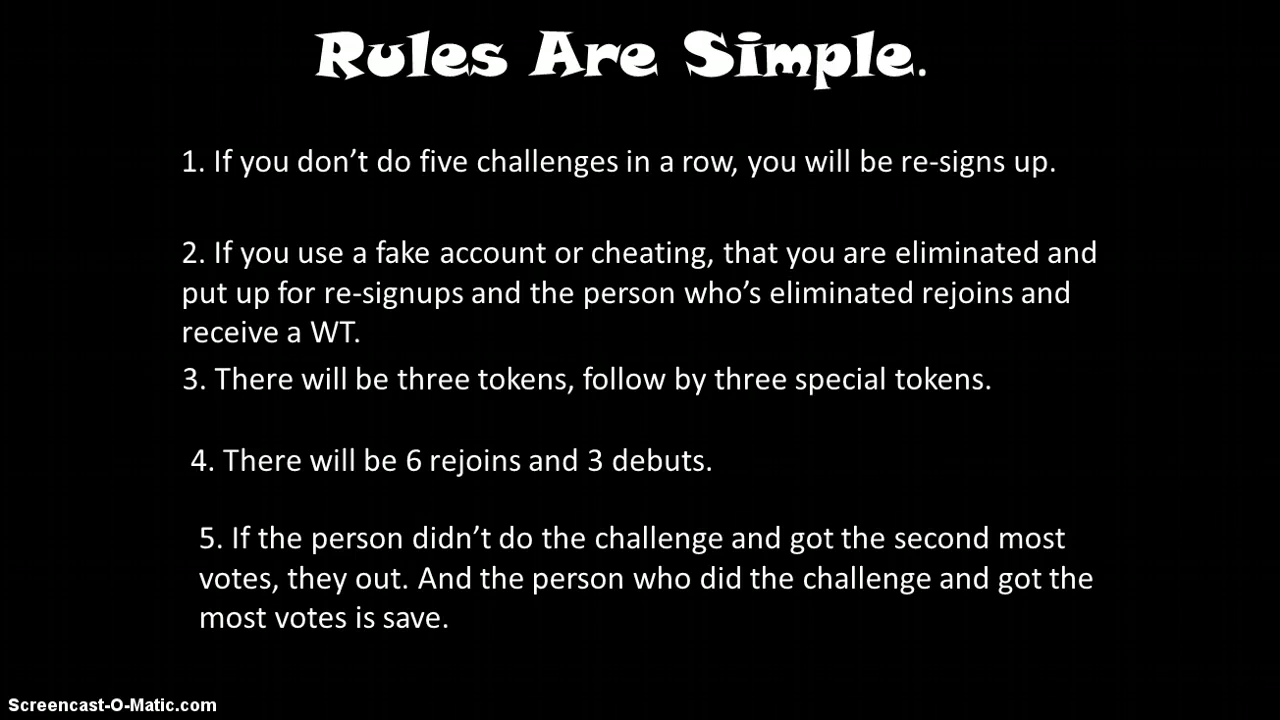 Rules Are Simple.
1. If you don’t do five challenges in a row, you will be re-signs up.
2. If you use a fake account or cheating, that you are eliminated and
put up for re-signups and the person who’s eliminated rejoins and
receive a WT.
3. There will be three tokens, follow by three special tokens.
4. There will be 6 rejoins and 3 debuts.
5. If the person didn’t do the challenge and got the second most
votes, they out. And the person who did the challenge and got the
most votes is save.
Screencast-O-Matic.com